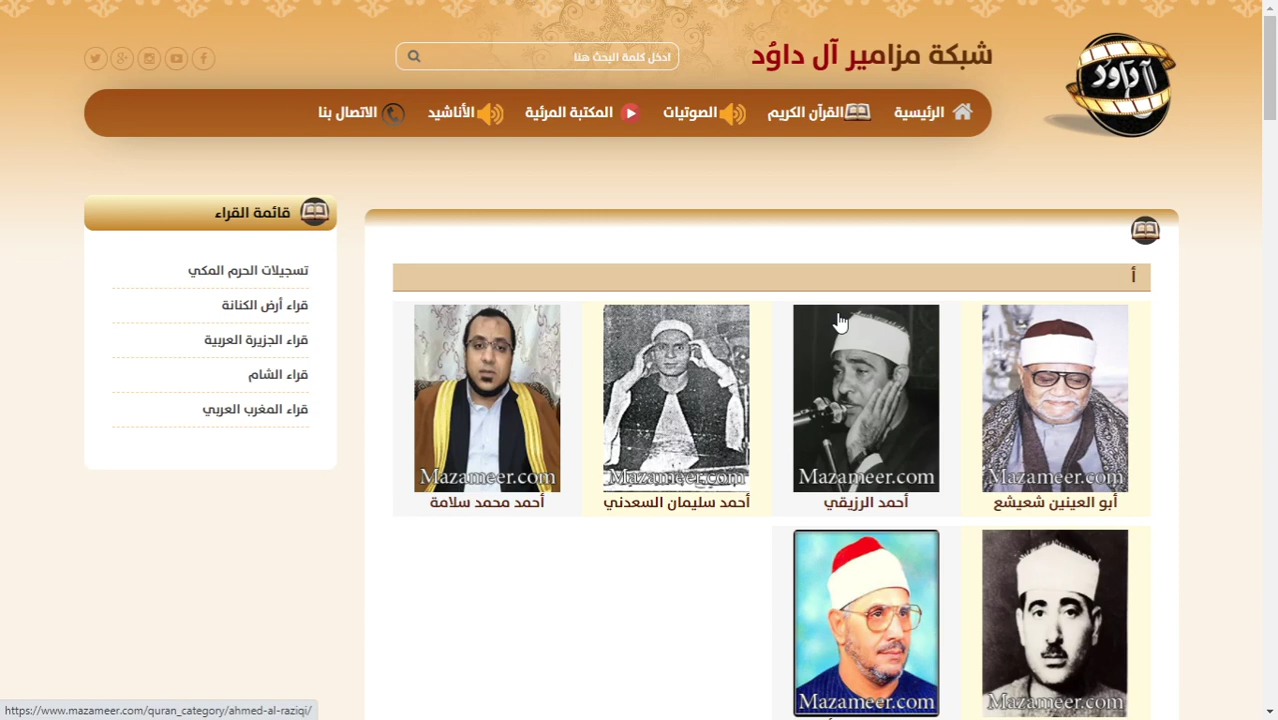 شبكة مزامير آل داوُد
ادخل كلمة البحث هنا
الرئيسية
القرآن الكريم
الصوتيات
المكتبة المرئية
الأناشيد
الاتصال بنا
قائمة القراء
تسجيلات الحرم المكي
قراء أرض الكنانة
قراء الجزيرة العربية
قراء الشام
قراء المغرب العربي
أ
Mazameer.com
Mazameer.com
Mazameer.com
Mazameer.com
أبو العينين شعيشع
أحمد الرزيقي
أحمد سليمان السعدني
أحمد محمد سلامة
Mazameer.com
Mazameer.com
https://www.mazameer.com/quran_category/ahmed-al-raziqi/